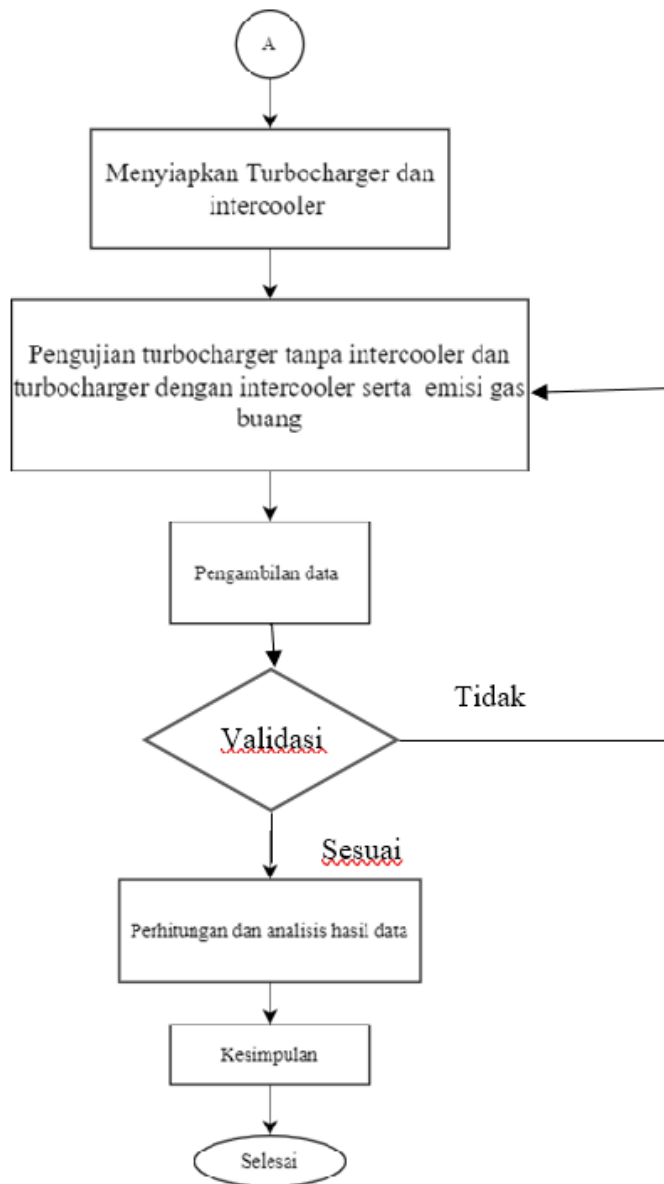 A
Menyiapkan Turbocharger dan
intercooler
Pengujian turbocharger tanpa intercooler dan
turbocharger dengan intercooler serta emisi gas
buang
Pengambilan data
Tidak
Validasi
Sesuai
Perhitungan dan analisis hasil data
Kesimpulan
Selesai